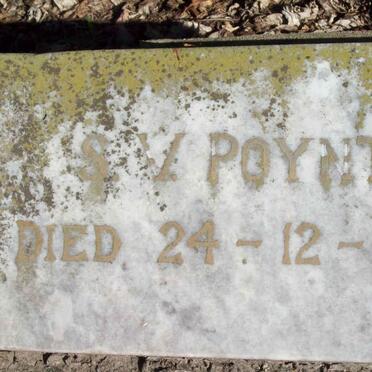 S. V. POYNT
DIED 24 - 12 -